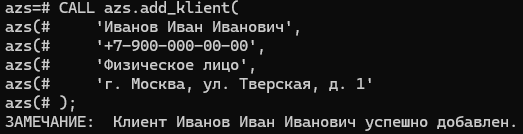 azs=# CALL azs.add_klient(
azs(#     'Иванов Иван Иванович',
azs(#     '+7-900-000-00-00',
azs(#     'Физическое лицо',
azs(#     'г. Москва, ул. Тверская, д. 1'
azs(# );
ЗАМЕЧАНИЕ:  Клиент Иванов Иван Иванович успешно добавлен.